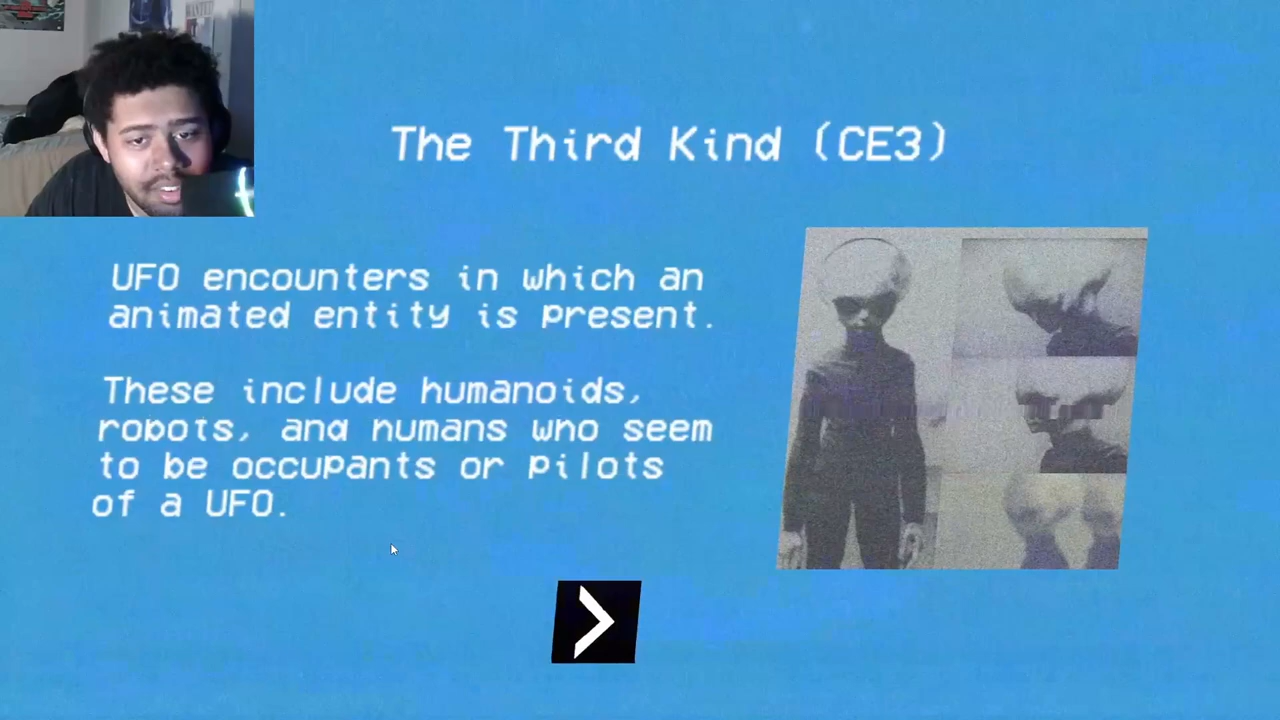 WANTED
The Third Kind (CE3)
UFO encounters in which an
animated entity is present.
These include humanoids,
robots, and humans who seem
to be occupants or pilots
of a UFO.